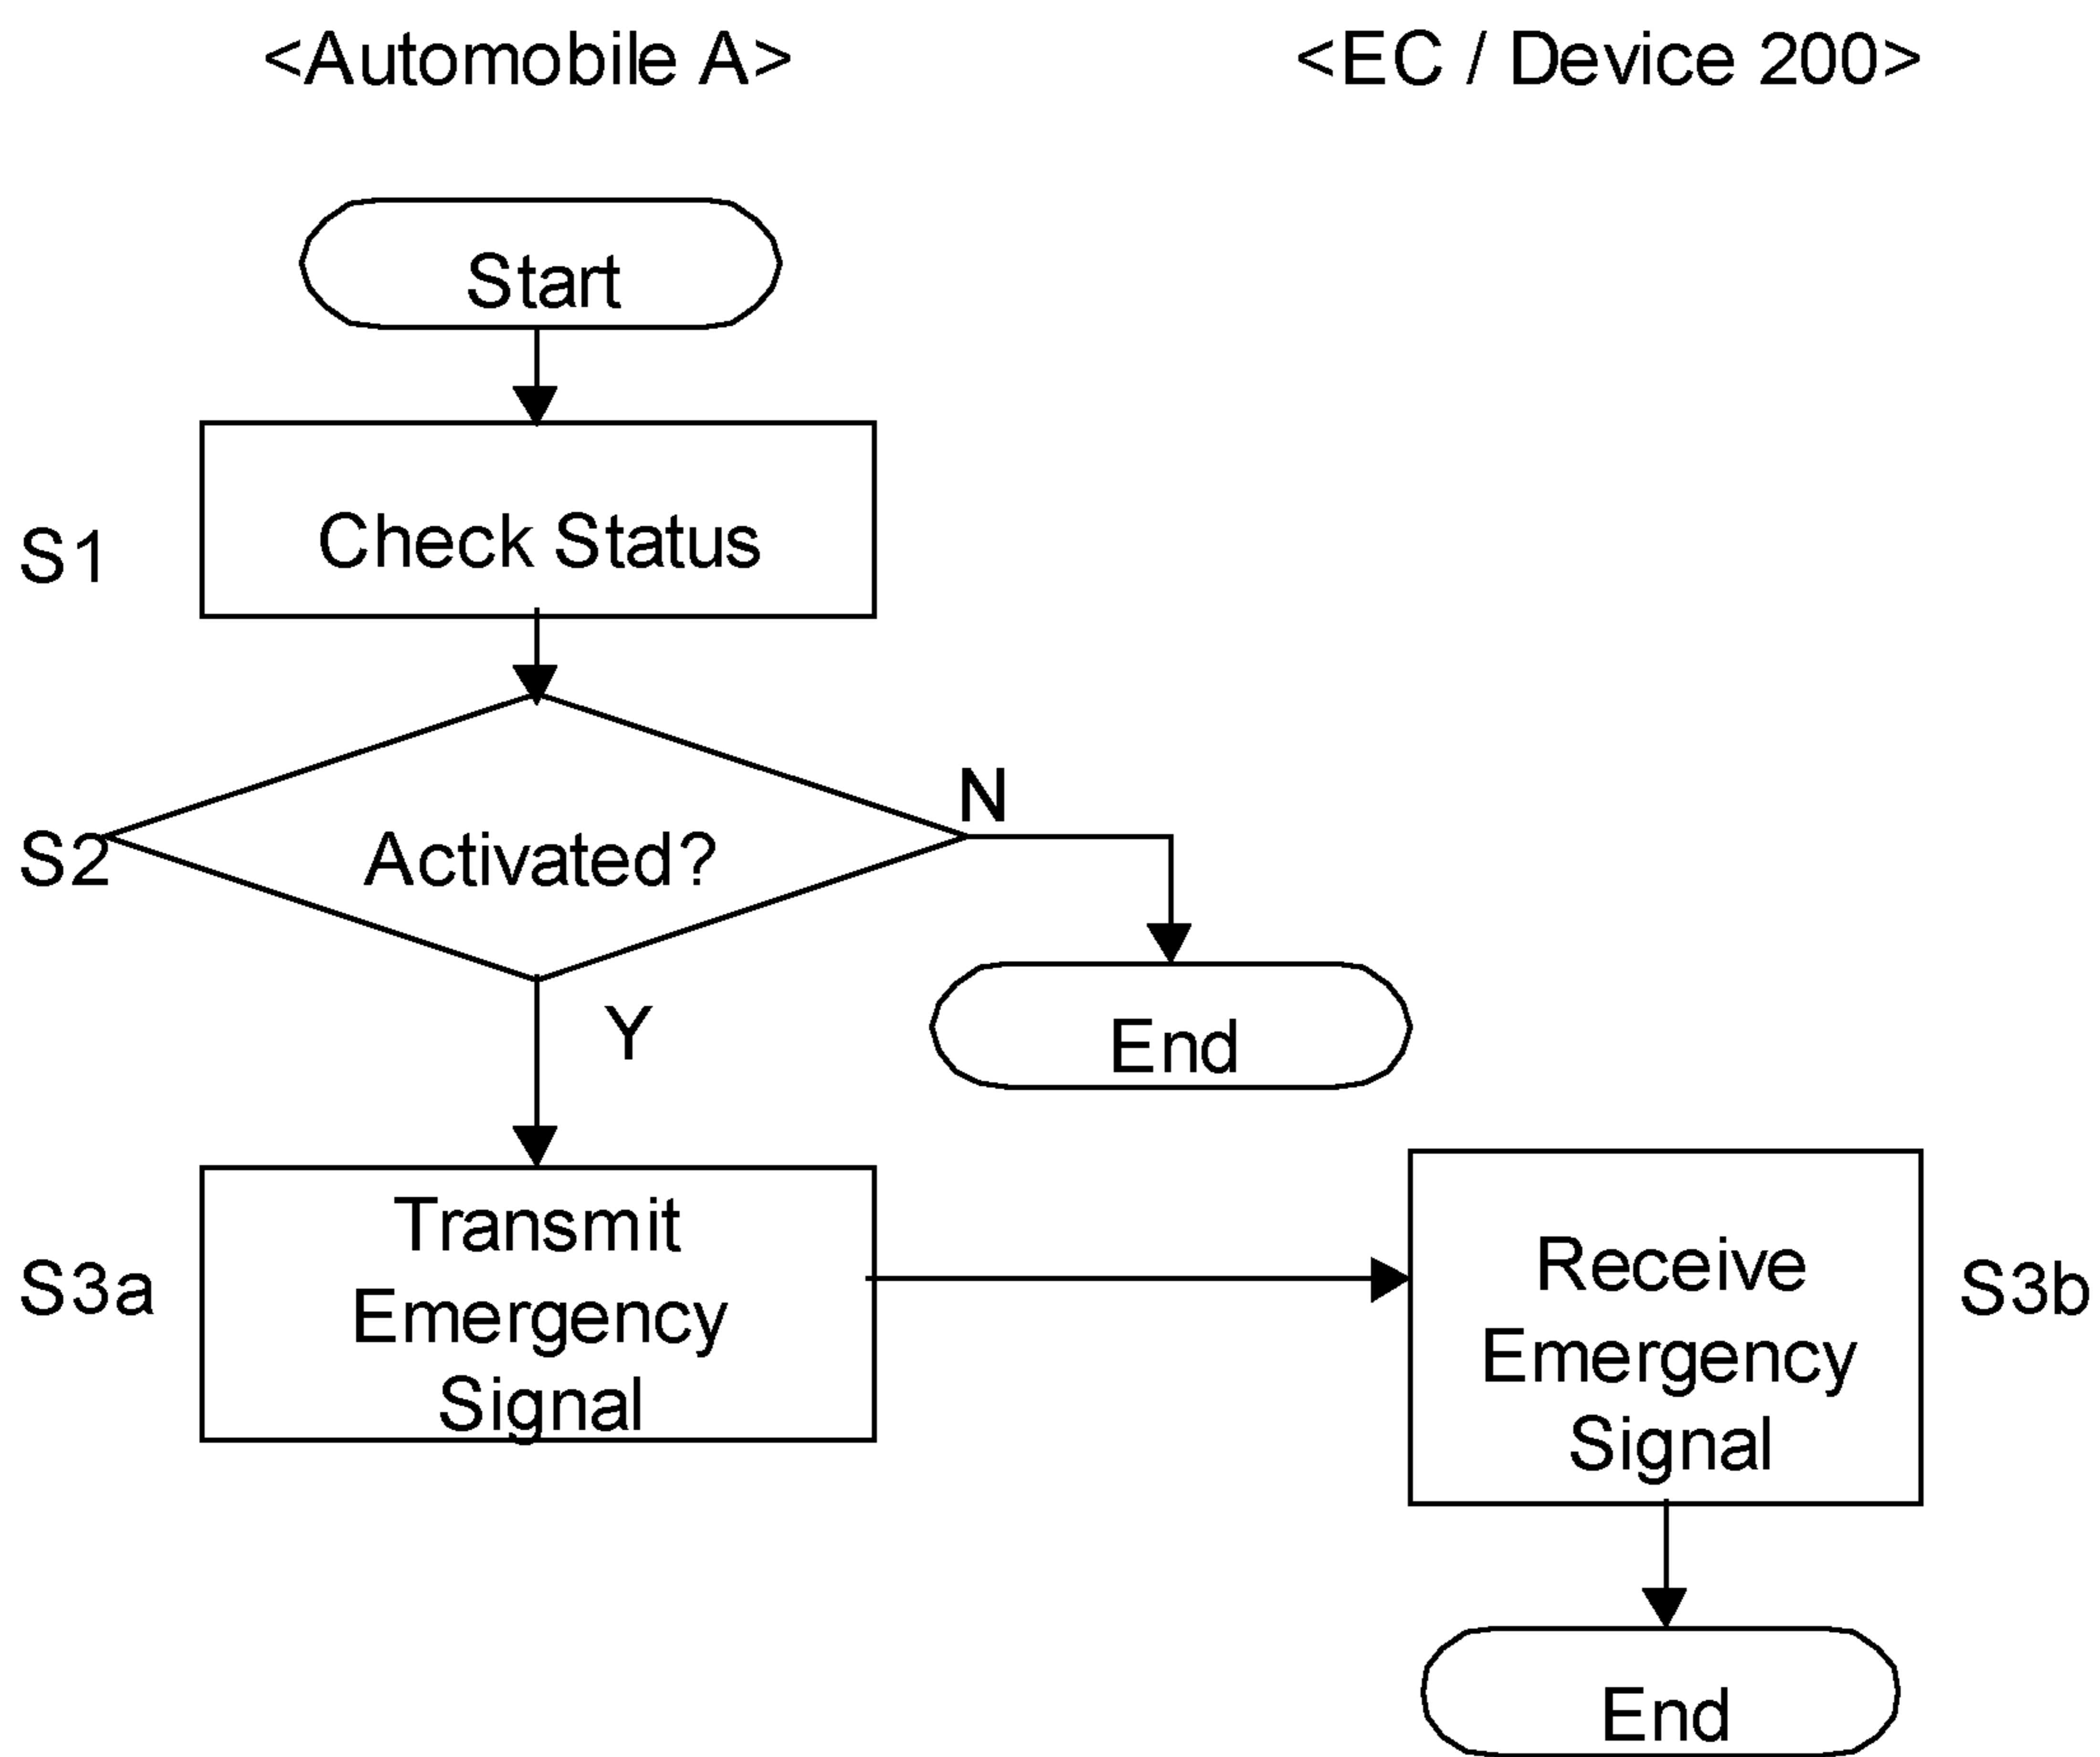 <Automobile A>
<EC / Device 200>
Start
S1
Check Status
S2
Activated?
N
Y
End
S3a
Transmit
Emergency
Signal
Receive
Emergency
Signal
S3b
End